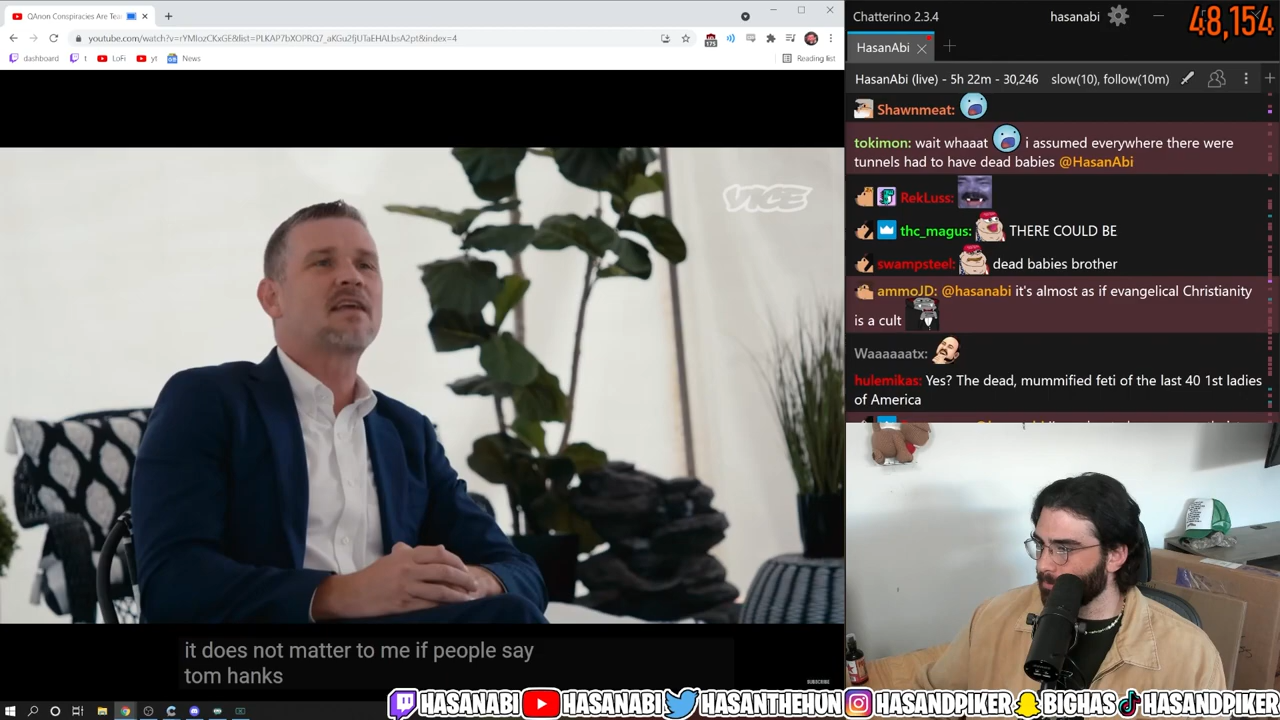 QAnon Conspiracies Are Tea
youtube.com/watch?v=rYMIozCKxGE&list=PLKAP7bXOPRQ7_aKGu2fjUTaEHALbsA2pt&index=4
dashboard
t
LoFi
yt
News
Reading list
VICE
it does not matter to me if people say
tom hanks
SUBSCRIBE
Chatterino 2.3.4
hasanabi
48,154
HasanAbi
HasanAbi (live) - 5h 22m - 30,246 slow(10), follow(10m)
Shawnmeat:
tokimon: wait whaaat i assumed everywhere there were
tunnels had to have dead babies @HasanAbi
RekLuss:
thc_magus: THERE COULD BE
swampsteel: dead babies brother
ammoJD: @hasanabi it's almost as if evangelical Christianity
is a cult
Waaaaaatx:
hulemikas: Yes? The dead, mummified feti of the last 40 1st ladies
of America
HASANABI HASANABI HASANTHEHUN HASANDPIKER BIGHAS HASANDPIKER